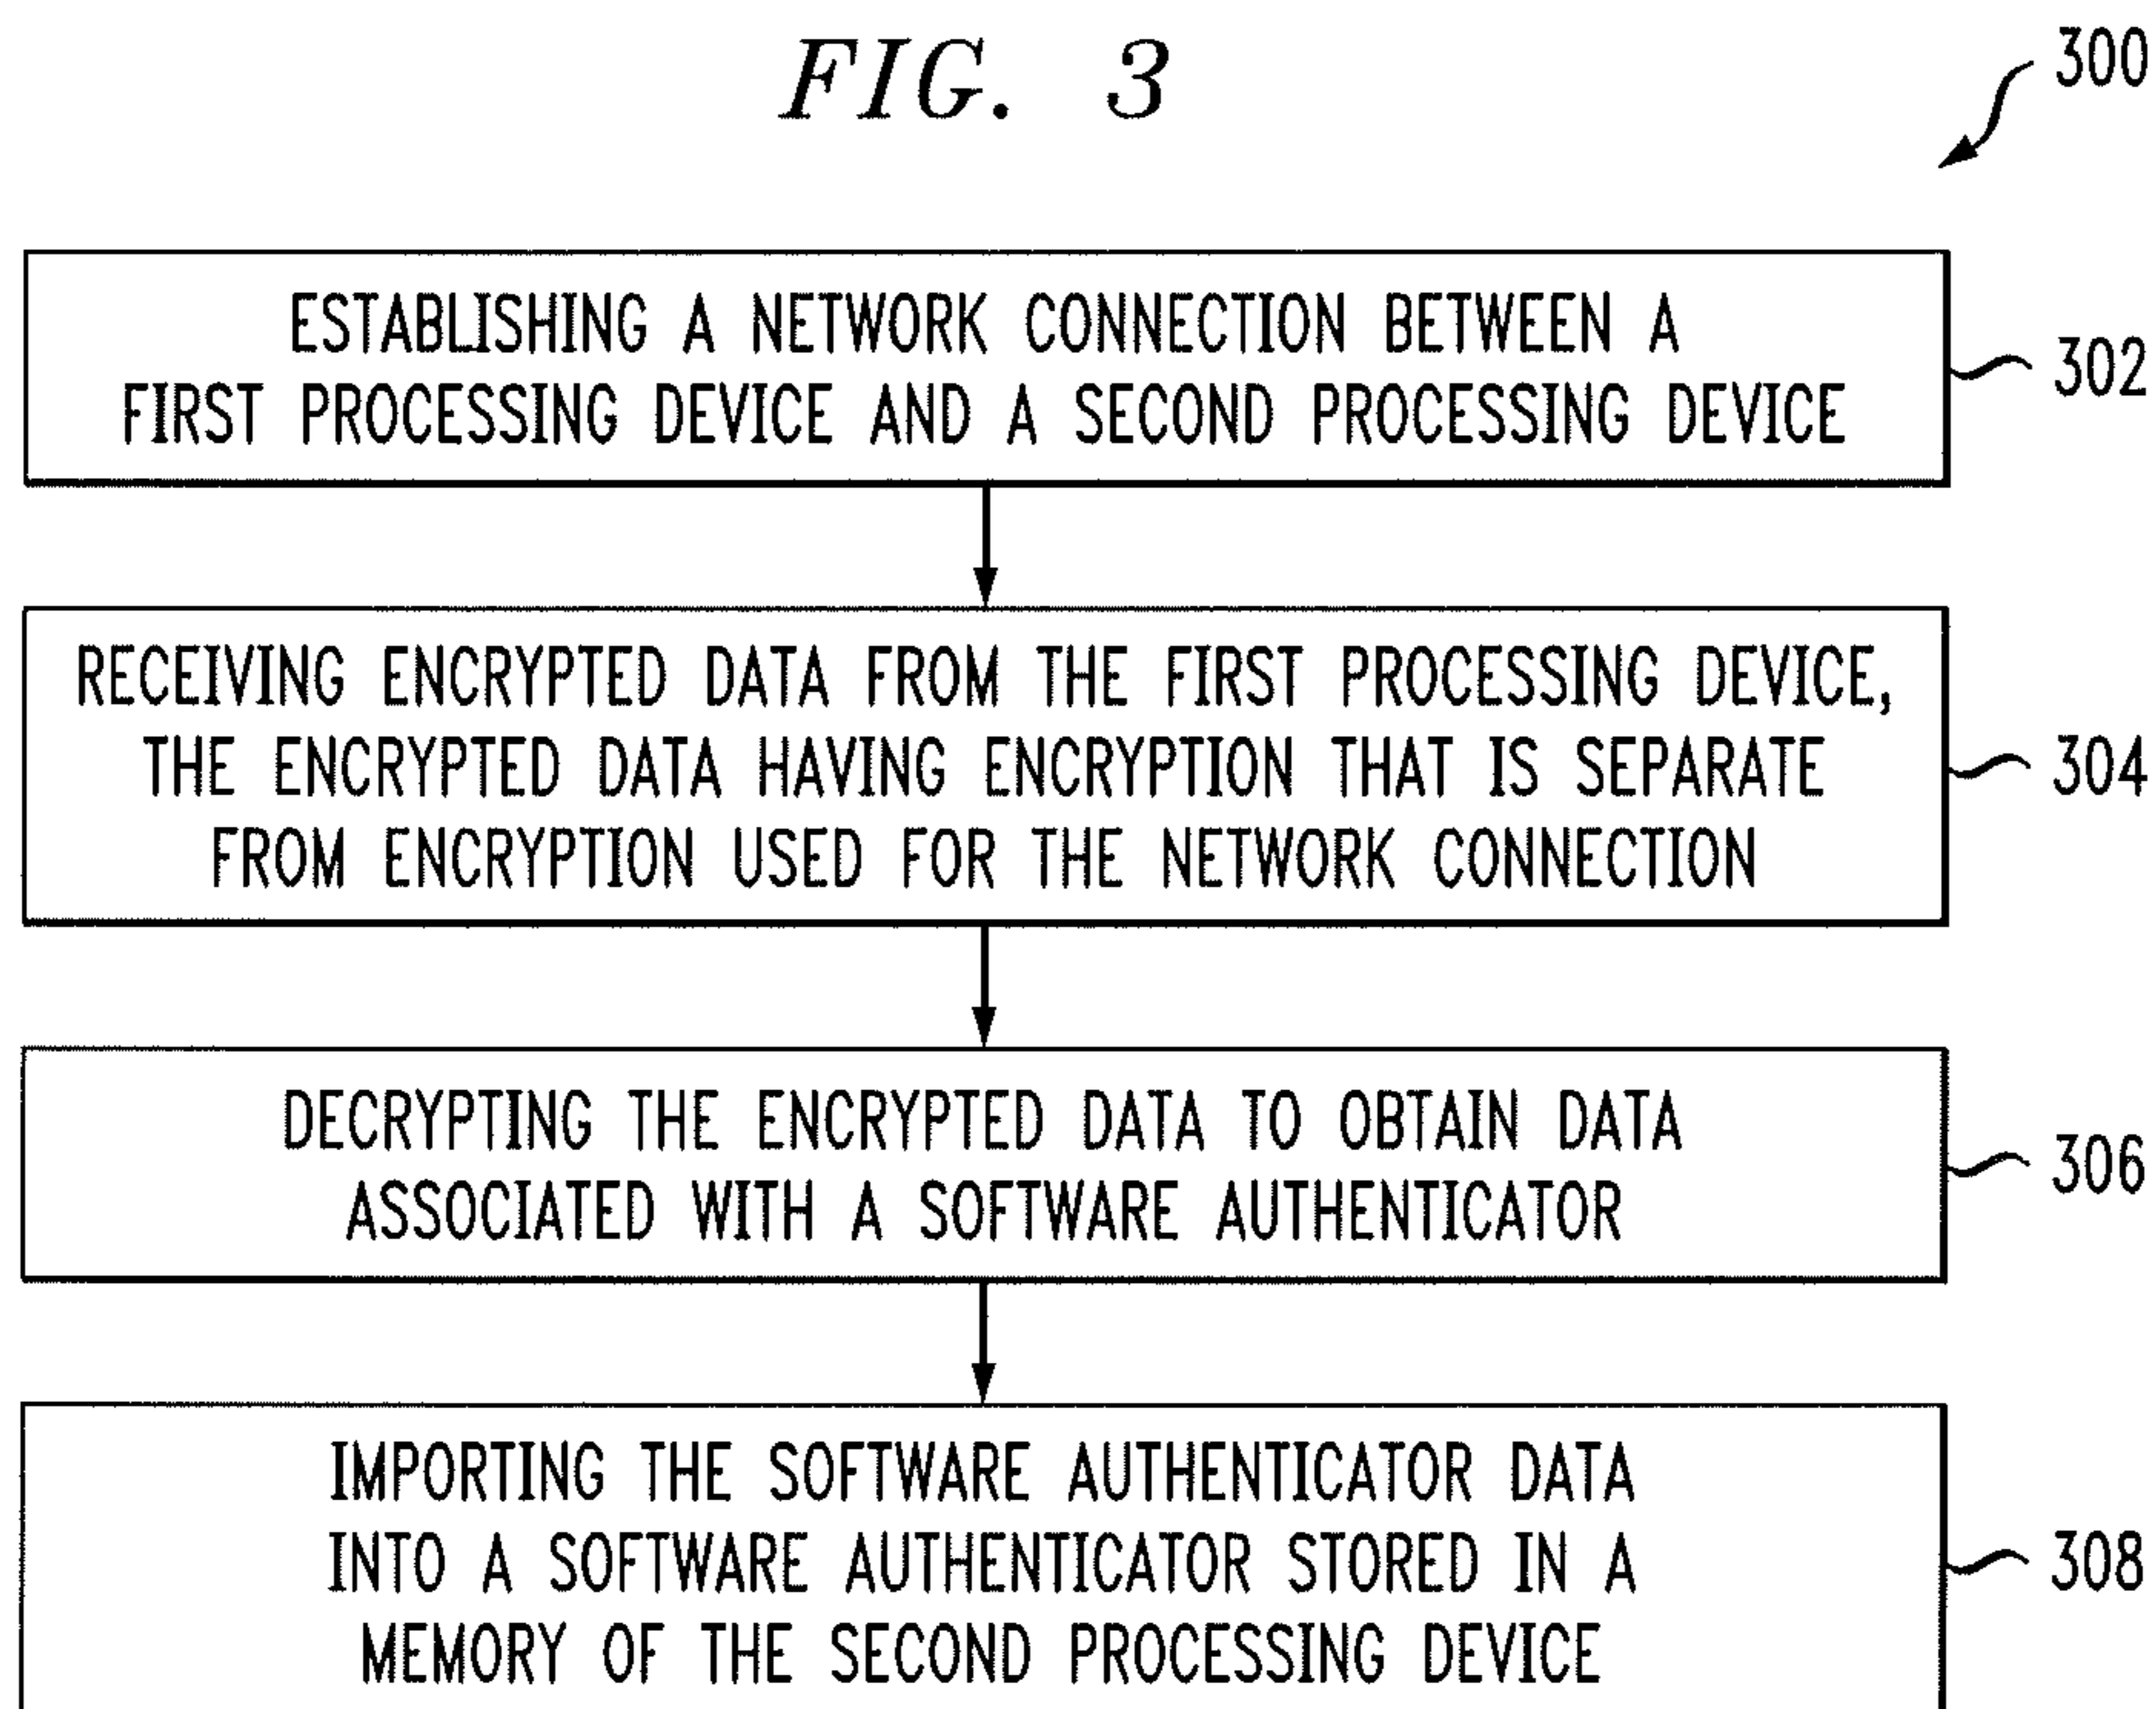 FIG. 3
300
ESTABLISHING A NETWORK CONNECTION BETWEEN A
FIRST PROCESSING DEVICE AND A SECOND PROCESSING DEVICE
302
RECEIVING ENCRYPTED DATA FROM THE FIRST PROCESSING DEVICE,
THE ENCRYPTED DATA HAVING ENCRYPTION THAT IS SEPARATE
FROM ENCRYPTION USED FOR THE NETWORK CONNECTION
304
DECRYPTING THE ENCRYPTED DATA TO OBTAIN DATA
ASSOCIATED WITH A SOFTWARE AUTHENTICATOR
306
IMPORTING THE SOFTWARE AUTHENTICATOR DATA
INTO A SOFTWARE AUTHENTICATOR STORED IN A
MEMORY OF THE SECOND PROCESSING DEVICE
308